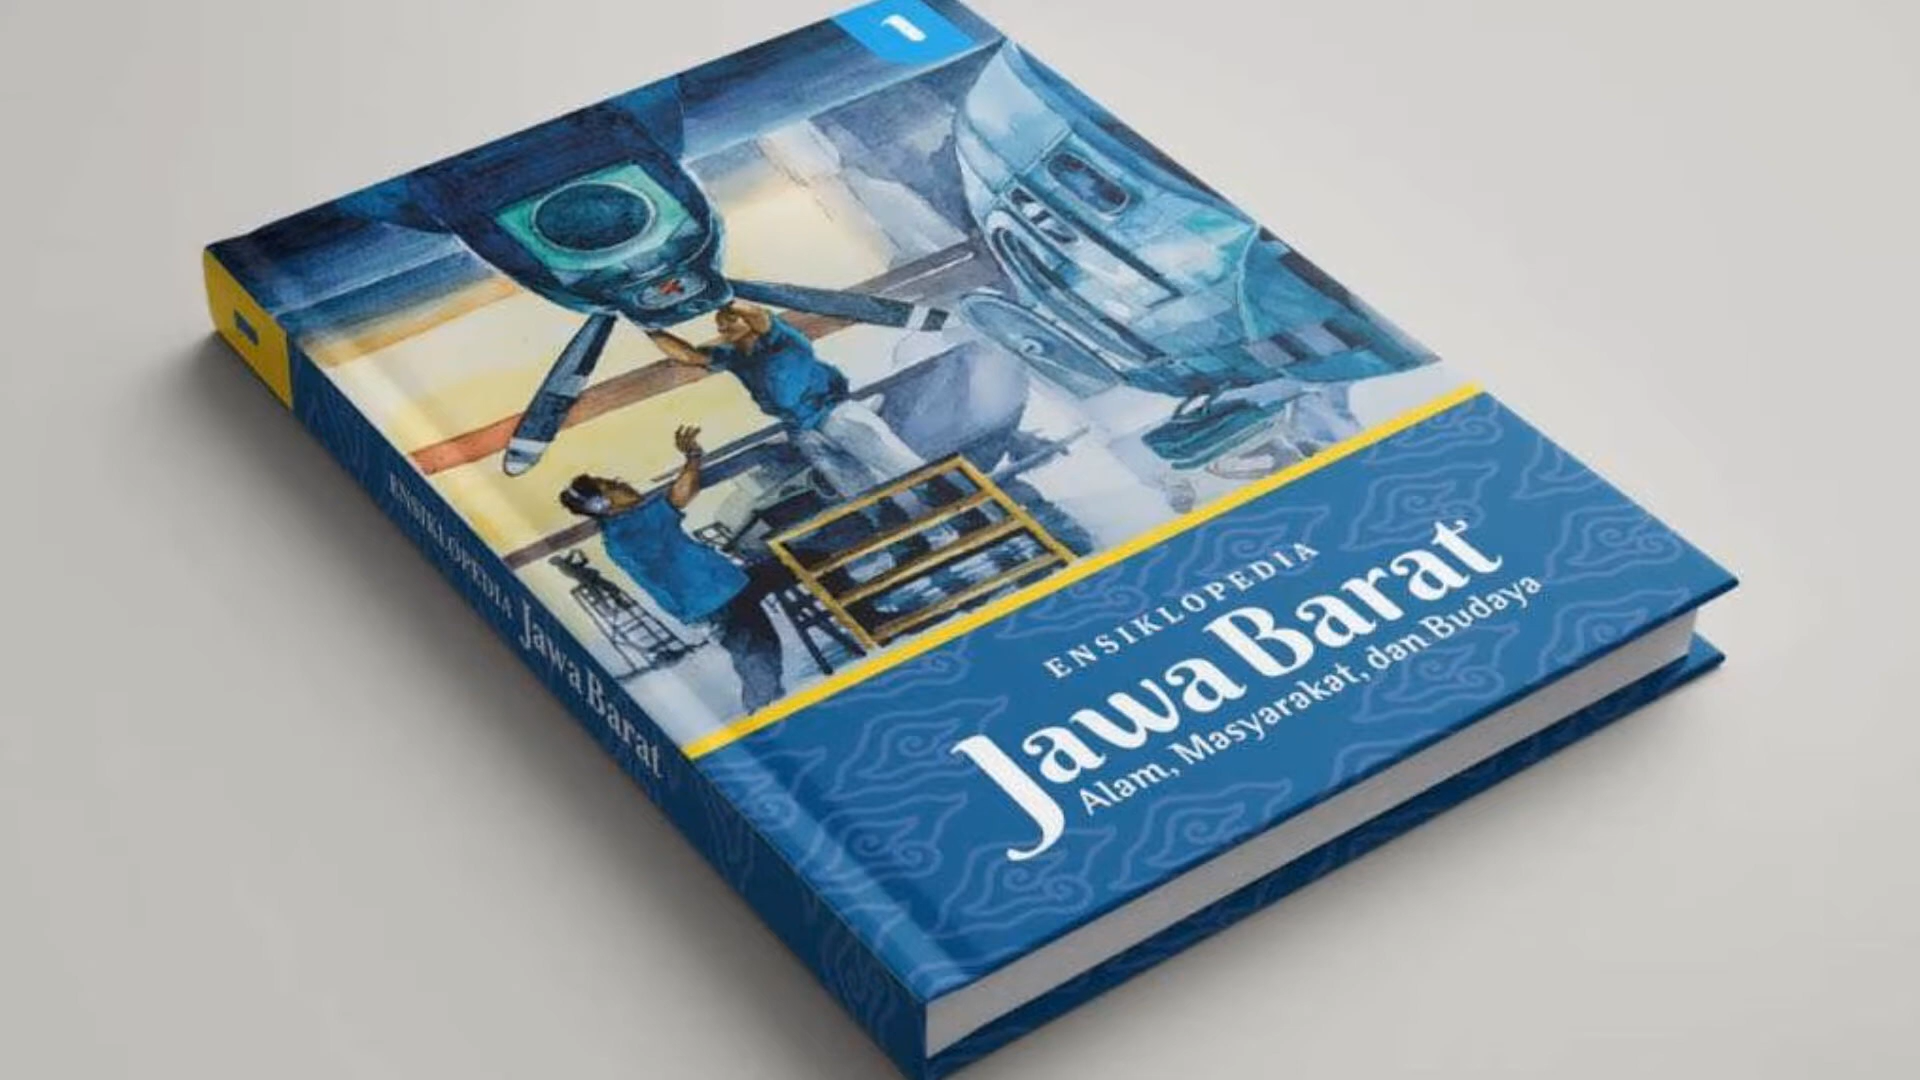 1
ENSIKLOPEDIA
Jawa Barat
Alam, Masyarakat, dan Budaya
1
ENSIKLOPEDIA Jawa Barat